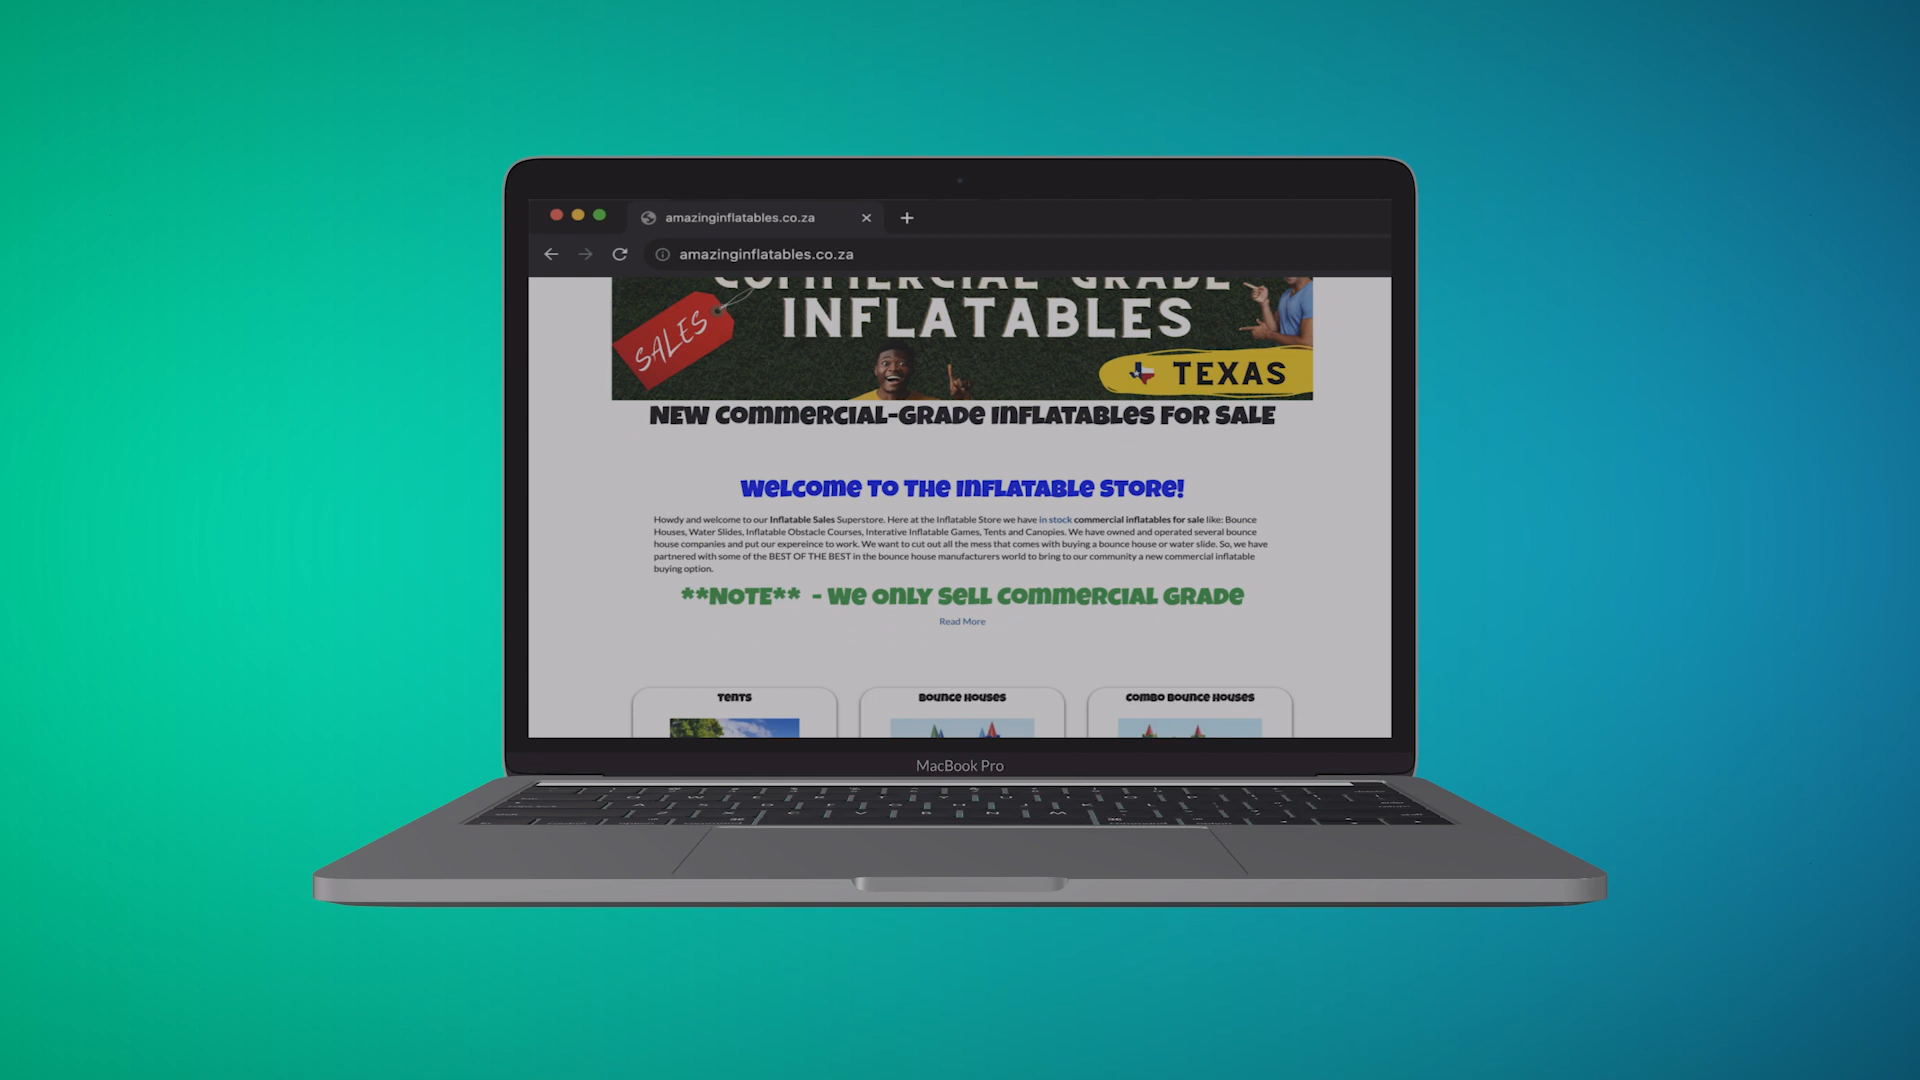 amazinginflatables.co.za
amazinginflatables.co.za
COMMERCIAL-GRADE
INFLATABLES
SALES
TEXAS
NEW COMMERCIAL-GRADE INFLATABLES FOR SALE
WELCOME TO THE INFLATABLE STORE!
Howdy and welcome to our Inflatable Sales Superstore. Here at the Inflatable Store we have in stock commercial inflatables for sale like: Bounce
Houses, Water Slides, Inflatable Obstacle Courses, Interative Inflatable Games, Tents and Canopies. We have owned and operated several bounce
house companies and put our expereince to work. We want to cut out all the mess that comes with buying a bounce house or water slide. So, we have
partnered with some of the BEST OF THE BEST in the bounce house manufacturers world to bring to our community a new commercial inflatable
buying option.
**NOTE** - WE ONLY SELL COMMERCIAL GRADE
Read More
TENTS BOUNCE HOUSES COMBO BOUNCE HOUSES
MacBook Pro